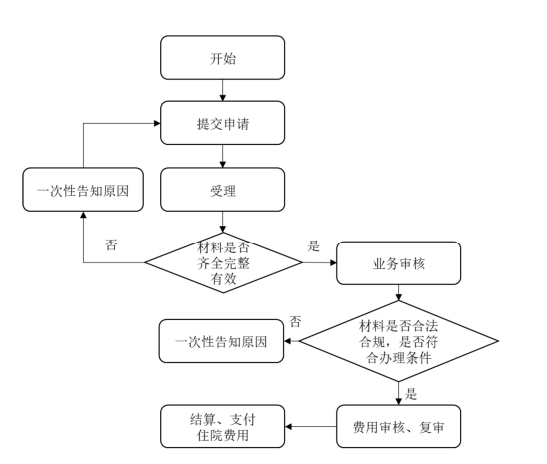 开始
提交申请
一次性告知原因
受理
否
材料是否
齐全完整
有效
是
业务审核
一次性告知原因
否
材料是否合法
合规，是否符
合办理条件
是
结算、支付
住院费用
费用审核、复审